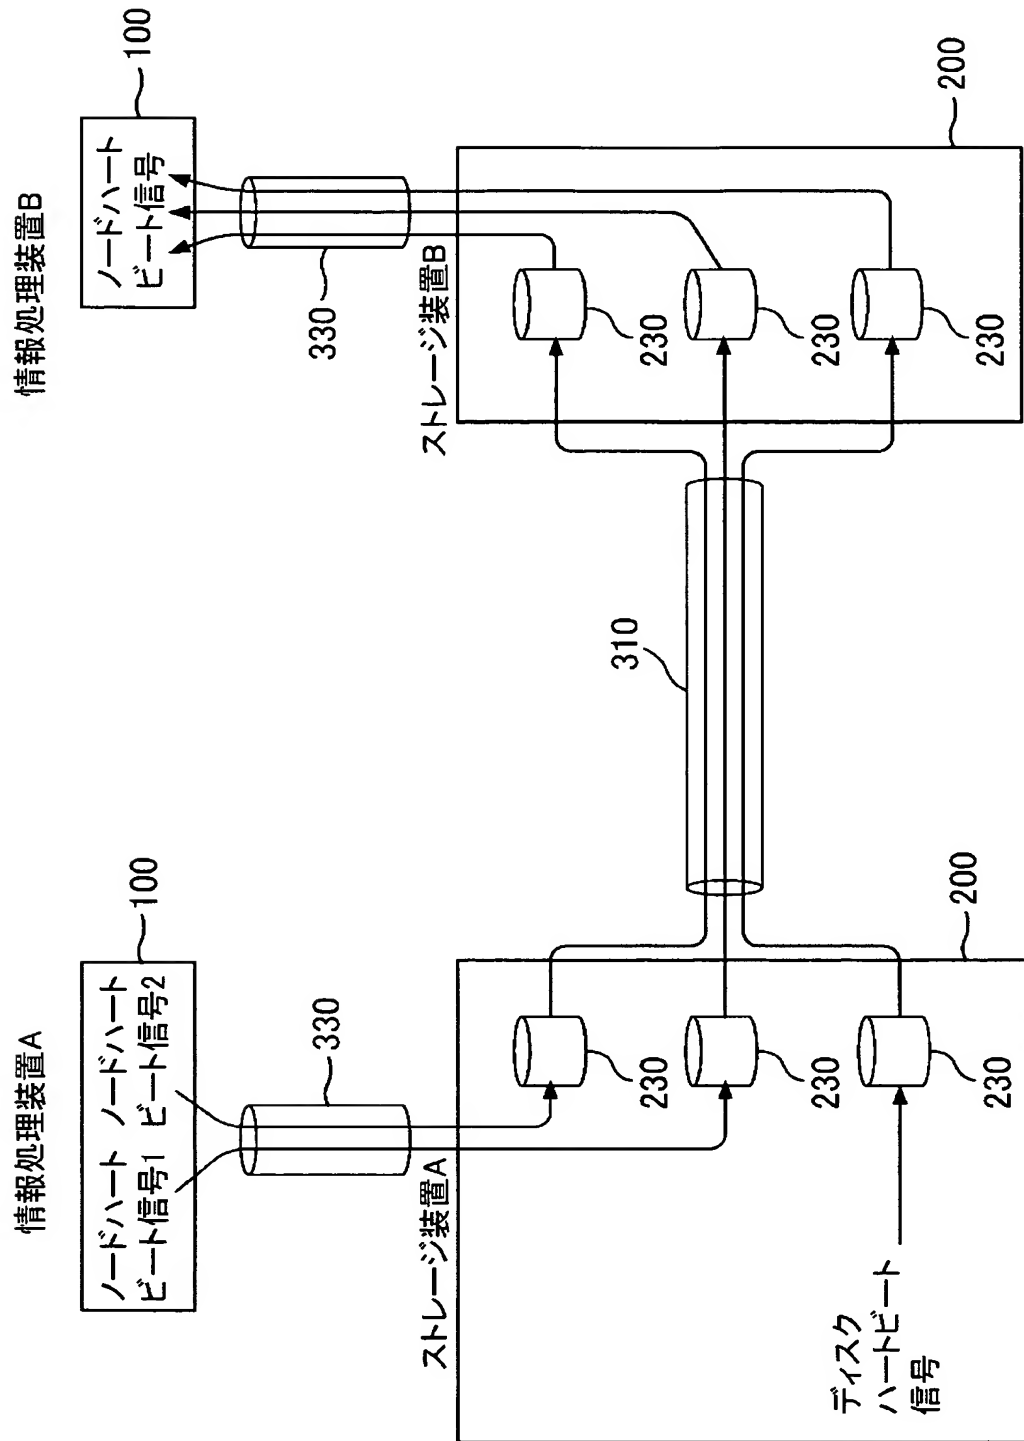 情報処理装置A
100
ノードハート
ビート信号1
ノードハート
ビート信号2
330
ストレージ装置A
200
230
230
230
ディスク
ハートビート
信号
310
情報処理装置B
100
ノードハート
ビート信号
330
ストレージ装置B
200
230
230
230